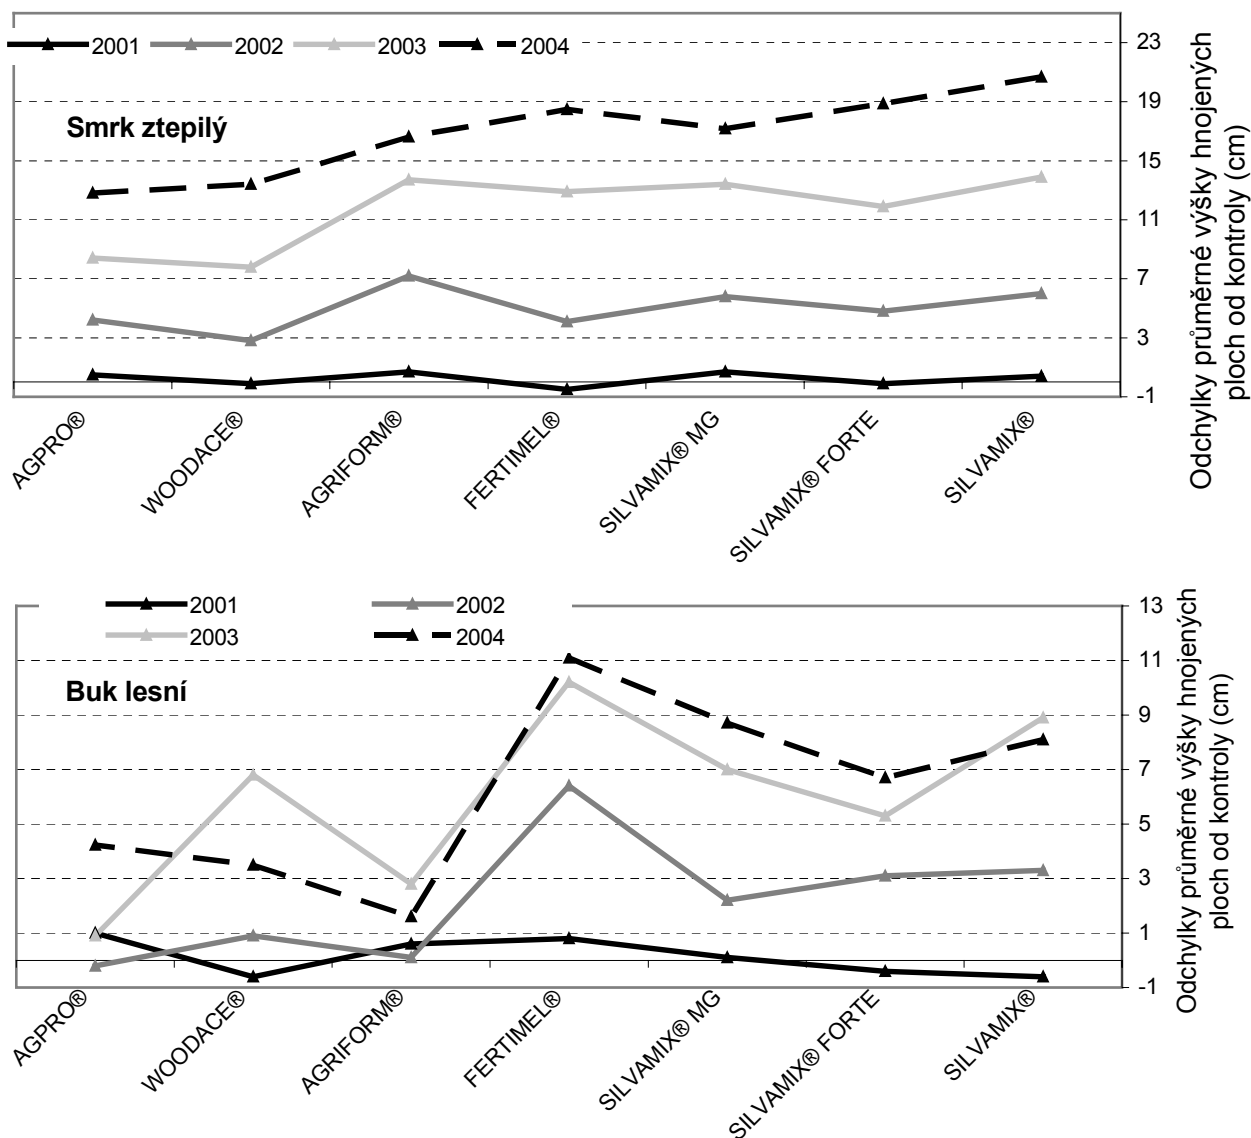 2001 2002 2003 2004
Smrk ztepilý
23
19
15
11
7
3
-1
Odchylky průměrné výšky hnojených
ploch od kontroly (cm)
AGPRO®
WOODACE®
AGRIFORM®
FERTIMEL®
SILVAMIX® MG
SILVAMIX® FORTE
SILVAMIX®
2001 2002
2003 2004
Buk lesní
13
11
9
7
5
3
1
-1
Odchylky průměrné výšky hnojených
ploch od kontroly (cm)
AGPRO®
WOODACE®
AGRIFORM®
FERTIMEL®
SILVAMIX® MG
SILVAMIX® FORTE
SILVAMIX®